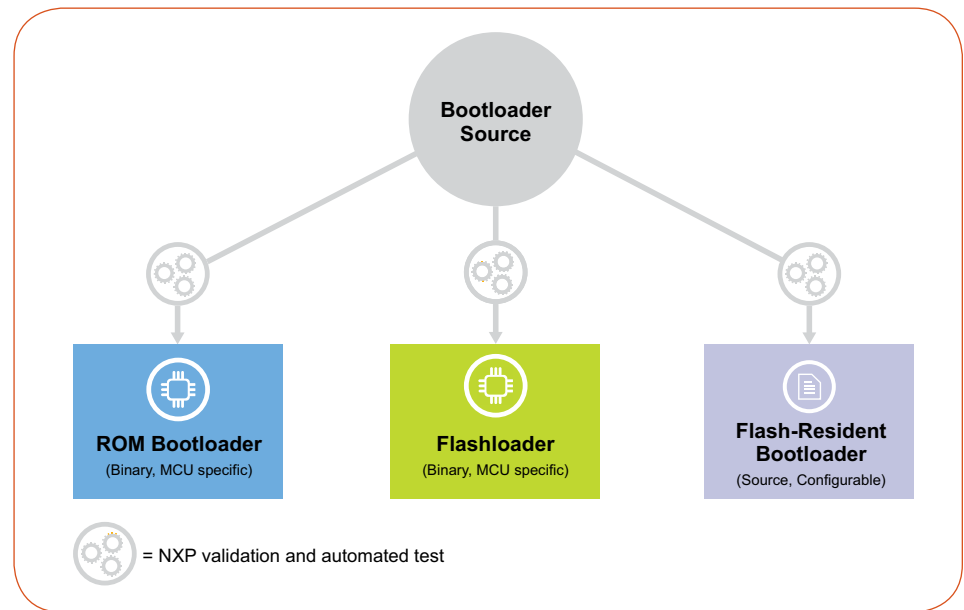 Bootloader
Source
ROM Bootloader
(Binary, MCU specific)
Flashloader
(Binary, MCU specific)
Flash-Resident
Bootloader
(Source, Configurable)
= NXP validation and automated test